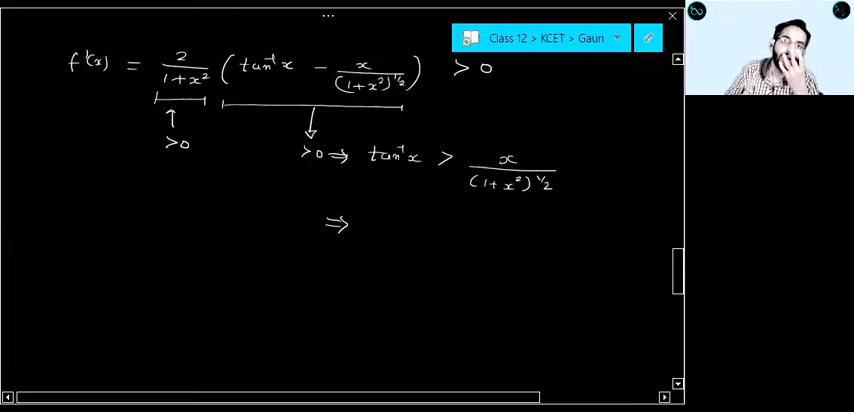 Class 12 > KCET > Gauri
f'(x) = 2/(1+x²) (tan⁻¹x − x/(1+x²)^½) > 0
>0
>0 ⇒ tan⁻¹x > x/(1+x²)^½
⇒